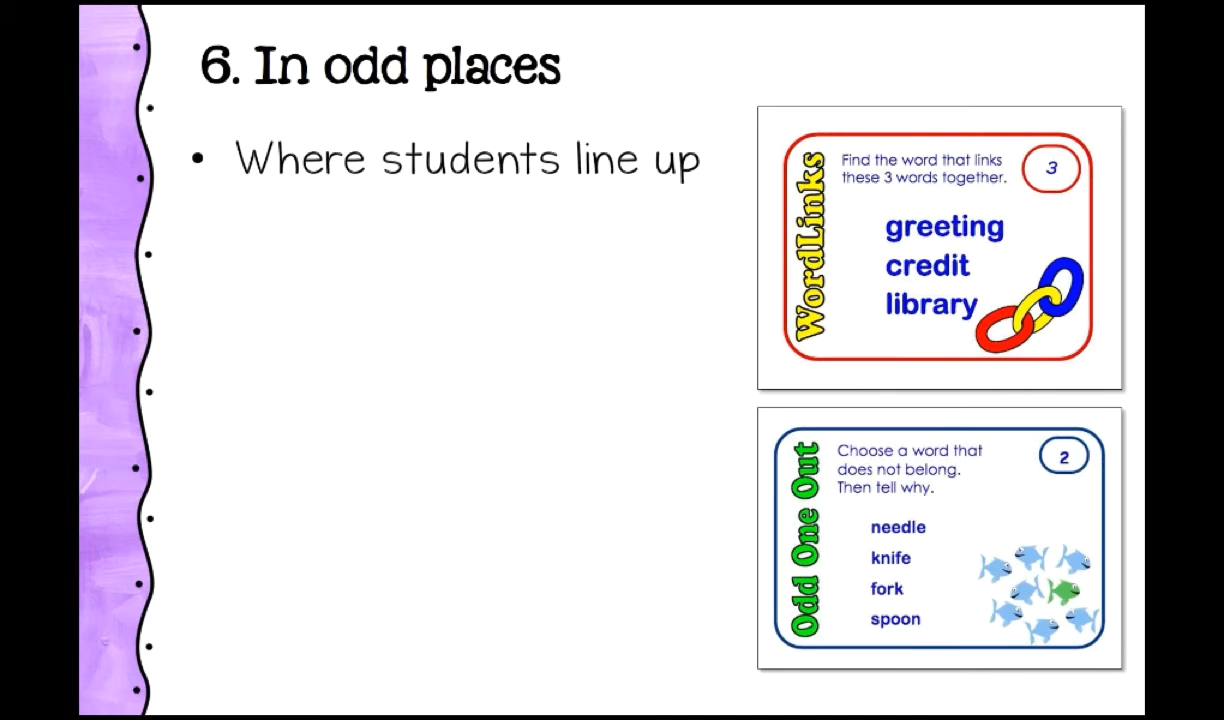 6. In odd places
• Where students line up
WordLinks
Find the word that links
these 3 words together.
3
greeting
credit
library
Odd One Out
Choose a word that
does not belong.
Then tell why.
2
needle
knife
fork
spoon